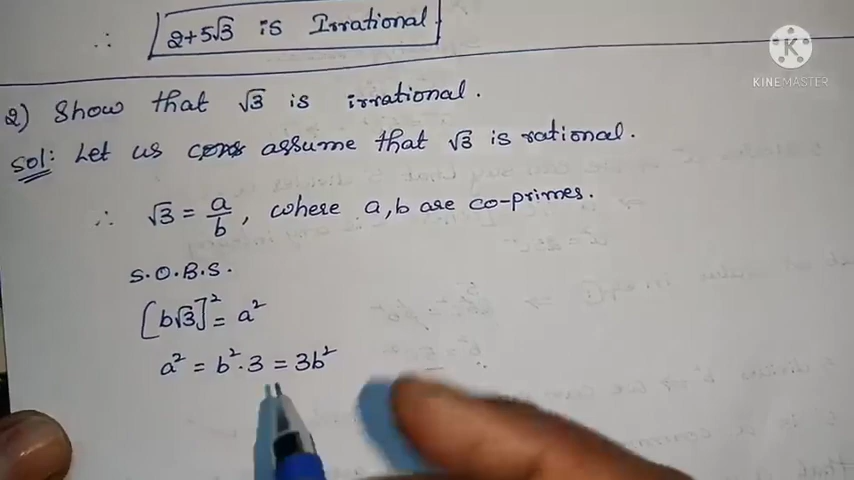 ∴ 2+5√3 is Irrational
KINEMASTER
2) Show that √3 is irrational.
Sol: Let us assume that √3 is rational.
∴ √3 = a/b, where a,b are co-primes.
S.O.B.S.
[b√3]² = a²
a² = b².3 = 3b²